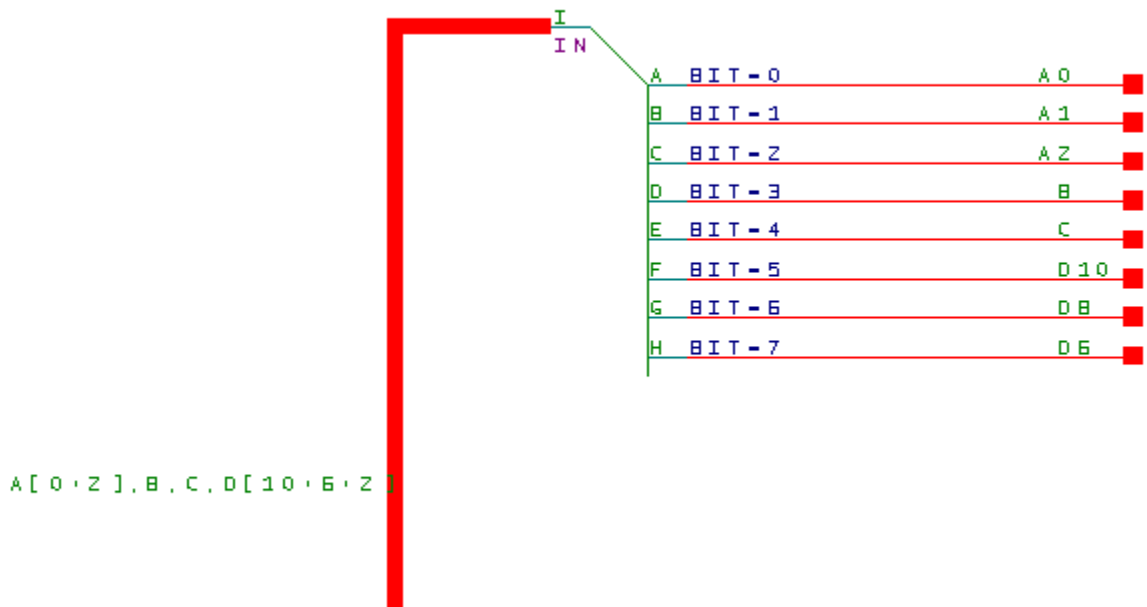 I
IN
A BIT-0 A0
B BIT-1 A1
C BIT-2 A2
D BIT-3 B
E BIT-4 C
F BIT-5 D10
G BIT-6 D8
H BIT-7 D6
A[0:2],B,C,D[10:6:2]